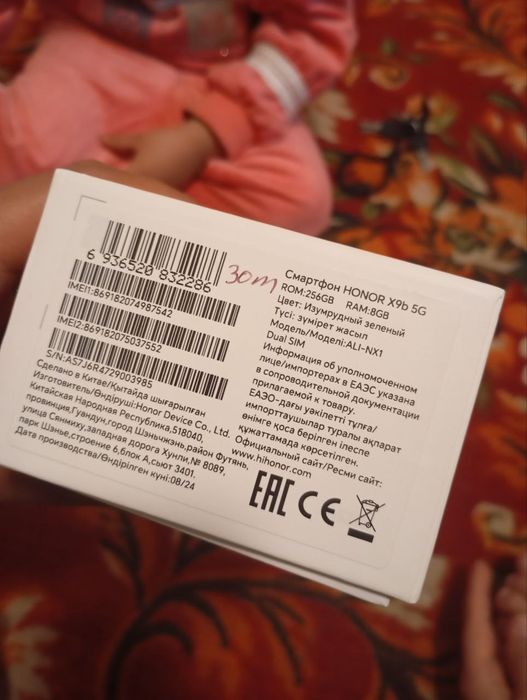 6 936520 832286
30m
IMEI1:869182074987542
IMEI2:869182075037552
S/N:A57J6R4729003985
Сделано в Китае/Қытайда шығарылған
Изготовитель/Өндіруші:Honor Device Co., Ltd.
Китайская Народная Республика,518040,
провинция,Гуандун,город Шэньчжэнь,район Футянь,
улица Сянмиху,западная дорога Хунли,№ 8089,
парк Шэнье,строение 6,блок А,сьют 3401.
Дата производства/Өндірілген күні:08/24
Смартфон HONOR X9b 5G
ROM:256GB RAM:8GB
Цвет: Изумрудный зеленый
Түсі: зүмірет жасыл
Модель/Моделі:ALI-NX1
Dual SIM
Информация об уполномоченном
лице/импортерах в ЕАЭС указана
в сопроводительной документации
прилагаемой к товару.
ЕАЭО-дағы уәкілетті тұлға/
импорттаушылар туралы ақпарат
өнімге қоса берілген ілеспе
құжаттамада көрсетілген.
Официальный сайт/Ресми сайт:
www.hihonor.com
EAC CE